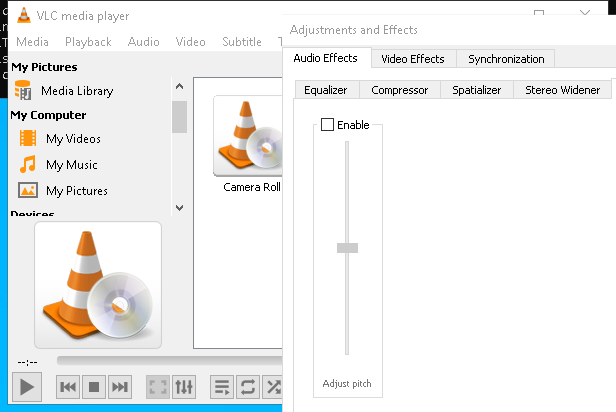 VLC media player
Media Playback Audio Video Subtitle
My Pictures
Media Library
My Computer
My Videos
My Music
My Pictures
Devices
Camera Roll
--:--
Adjustments and Effects
Audio Effects Video Effects Synchronization
Equalizer Compressor Spatializer Stereo Widener
Enable
Adjust pitch